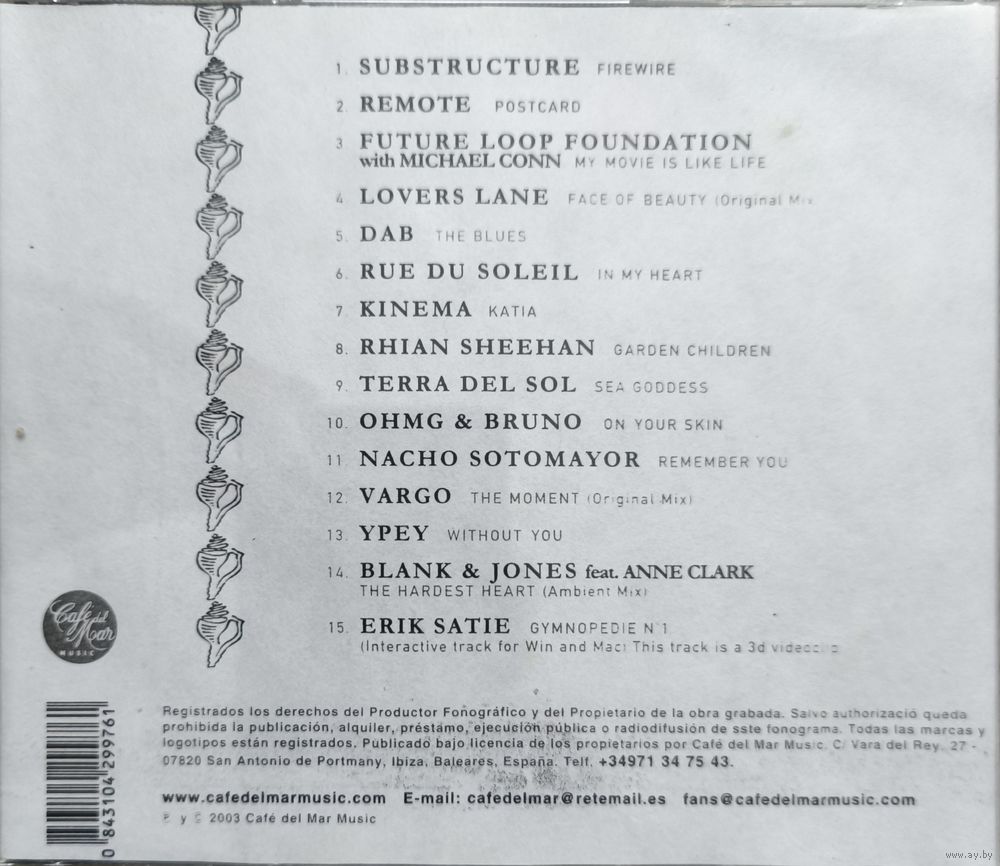 1. SUBSTRUCTURE FIREWIRE
2. REMOTE POSTCARD
3 FUTURE LOOP FOUNDATION
with MICHAEL CONN MY MOVIE IS LIKE LIFE
4. LOVERS LANE FACE OF BEAUTY (Original Mix
5. DAB THE BLUES
6. RUE DU SOLEIL IN MY HEART
7. KINEMA KATIA
8. RHIAN SHEEHAN GARDEN CHILDREN
9. TERRA DEL SOL SEA GODDESS
10. OHMG & BRUNO ON YOUR SKIN
11 NACHO SOTOMAYOR REMEMBER YOU
12. VARGO THE MOMENT (Original Mix)
13. YPEY WITHOUT YOU
14. BLANK & JONES feat. ANNE CLARK
THE HARDEST HEART (Ambient Mix)
15. ERIK SATIE GYMNOPEDIE N°1
(Interactive track for Win and Mac) This track is a 3d
Café del Mar
MUSIC
Registrados los derechos del Productor Fonográfico y del Propietario de la obra grabada. Salvo authorizació queda
prohibida la publicación, alquiler, préstamo, ejecución pública o radiodifusion de sste fonograma. Todas las marcas y
logotipos están registrados. Publicado bajo licencia de los propietarios por Café del Mar Music. C/ Vara del Rey. 27 -
07820 San Antonio de Portmany, Ibiza, Baleares, España. Telf. +34971 34 75 43.
www.cafedelmarmusic.com E-mail: cafedelmar@retemail.es fans@cafedelmarmusic.com
P y © 2003 Café del Mar Music
0 843104 299761
www.ay.by